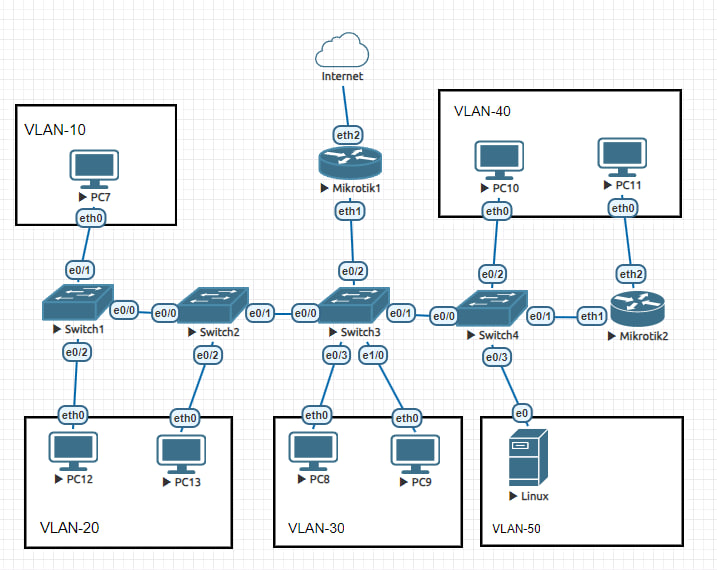 Internet
eth2
Mikrotik1
eth1
VLAN-10
PC7
eth0
VLAN-40
PC10
PC11
eth0
eth0
e0/1
e0/2
e0/2
eth2
Switch1
e0/0
e0/0
Switch2
e0/1
e0/0
Switch3
e0/1
e0/0
Switch4
e0/1
eth1
Mikrotik2
e0/2
e0/2
e0/3
e1/0
e0/3
eth0
eth0
eth0
eth0
e0
PC12
PC13
PC8
PC9
Linux
VLAN-20
VLAN-30
VLAN-50